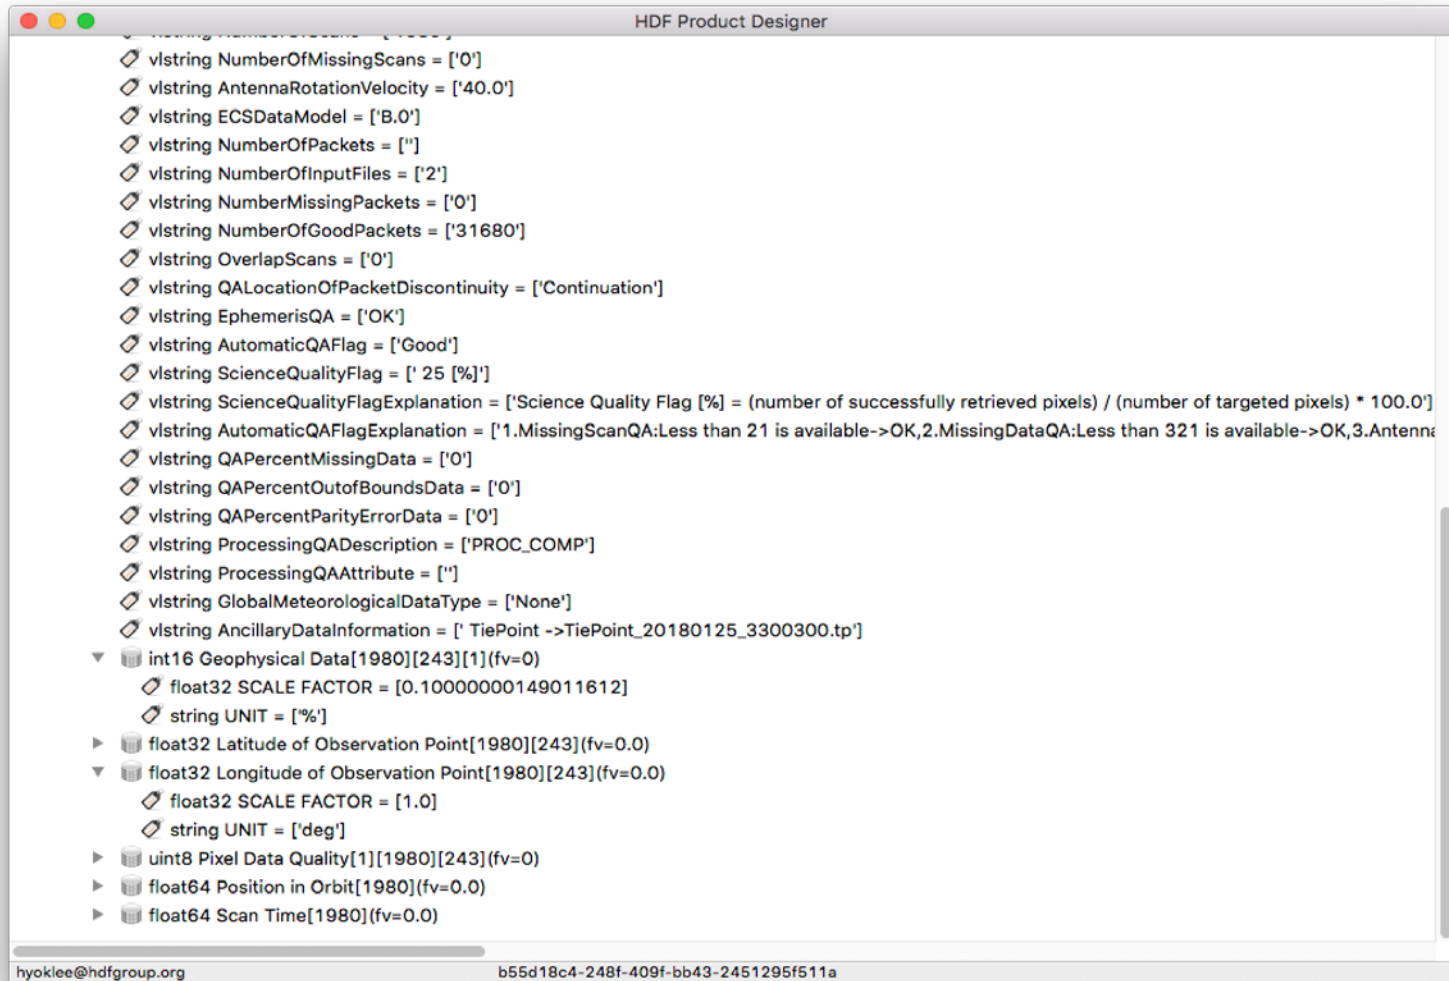 HDF Product Designer
vlstring NumberOfMissingScans = ['0']
vlstring AntennaRotationVelocity = ['40.0']
vlstring ECSDataModel = ['B.0']
vlstring NumberOfPackets = ['']
vlstring NumberOfInputFiles = ['2']
vlstring NumberMissingPackets = ['0']
vlstring NumberOfGoodPackets = ['31680']
vlstring OverlapScans = ['0']
vlstring QALocationOfPacketDiscontinuity = ['Continuation']
vlstring EphemerisQA = ['OK']
vlstring AutomaticQAFlag = ['Good']
vlstring ScienceQualityFlag = [' 25 [%]']
vlstring ScienceQualityFlagExplanation = ['Science Quality Flag [%] = (number of successfully retrieved pixels) / (number of targeted pixels) * 100.0']
vlstring AutomaticQAFlagExplanation = ['1.MissingScanQA:Less than 21 is available->OK,2.MissingDataQA:Less than 321 is available->OK,3.Antenna
vlstring QAPercentMissingData = ['0']
vlstring QAPercentOutofBoundsData = ['0']
vlstring QAPercentParityErrorData = ['0']
vlstring ProcessingQADescription = ['PROC_COMP']
vlstring ProcessingQAAttribute = ['']
vlstring GlobalMeteorologicalDataType = ['None']
vlstring AncillaryDataInformation = [' TiePoint ->TiePoint_20180125_3300300.tp']
int16 Geophysical Data[1980][243][1](fv=0)
float32 SCALE FACTOR = [0.10000000149011612]
string UNIT = ['%']
float32 Latitude of Observation Point[1980][243](fv=0.0)
float32 Longitude of Observation Point[1980][243](fv=0.0)
float32 SCALE FACTOR = [1.0]
string UNIT = ['deg']
uint8 Pixel Data Quality[1][1980][243](fv=0)
float64 Position in Orbit[1980](fv=0.0)
float64 Scan Time[1980](fv=0.0)
hyoklee@hdfgroup.org b55d18c4-248f-409f-bb43-2451295f511a